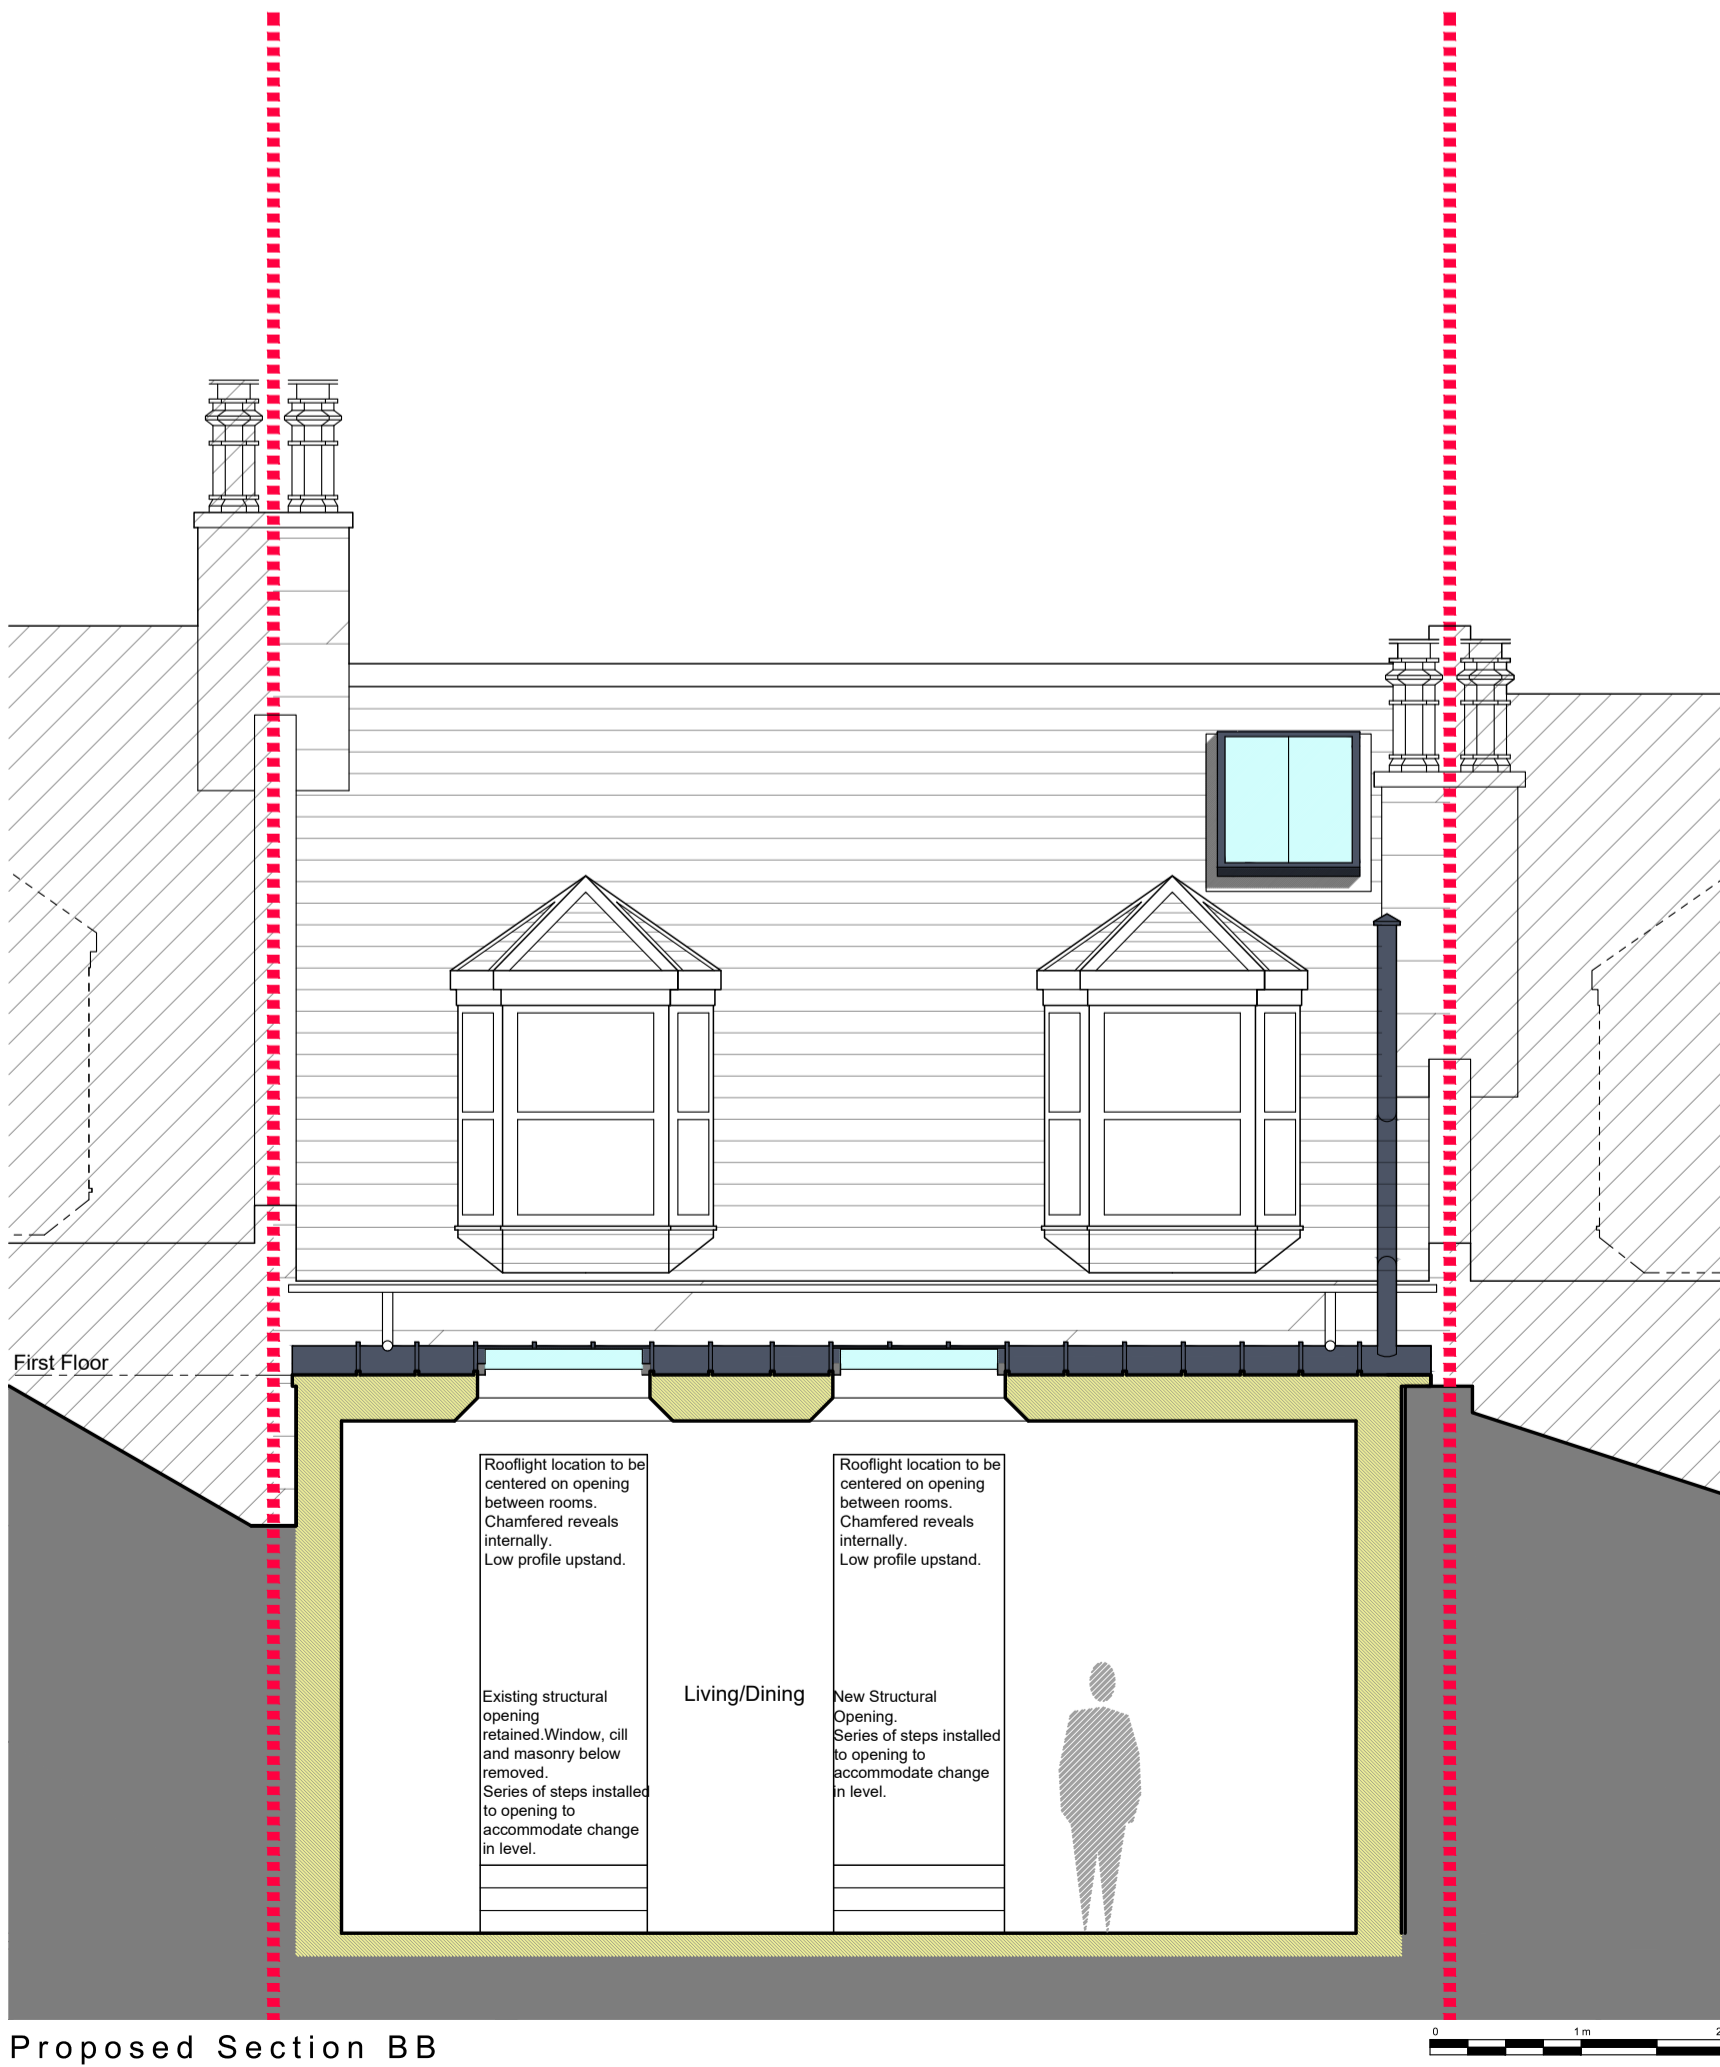 First Floor
Rooflight location to be
centered on opening
between rooms.
Chamfered reveals
internally.
Low profile upstand.
Rooflight location to be
centered on opening
between rooms.
Chamfered reveals
internally.
Low profile upstand.
Existing structural
opening
retained.Window, cill
and masonry below
removed.
Series of steps installed
to opening to
accommodate change
in level.
Living/Dining
New Structural
Opening.
Series of steps installed
to opening to
accommodate change
in level.
Proposed Section BB
0 1 m 2